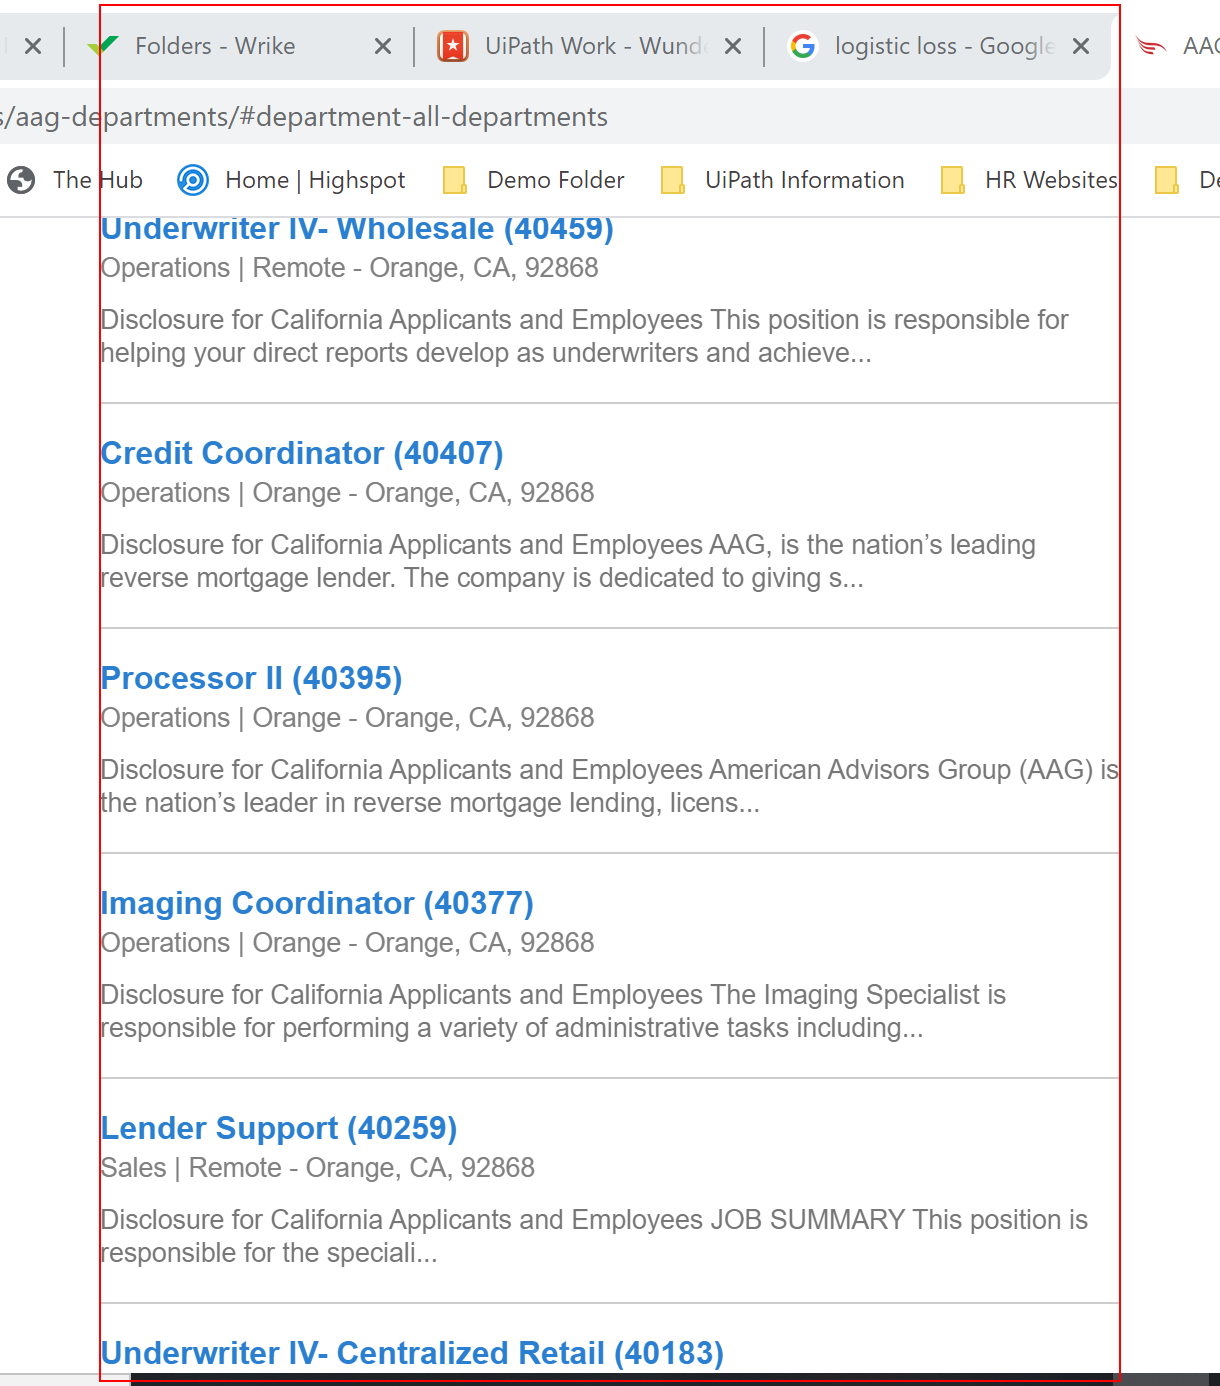 Folders - Wrike
UiPath Work - Wund
logistic loss - Google
AAG
s/aag-departments/#department-all-departments
The Hub
Home | Highspot
Demo Folder
UiPath Information
HR Websites
De
Underwriter IV- Wholesale (40459)
Operations | Remote - Orange, CA, 92868
Disclosure for California Applicants and Employees This position is responsible for
helping your direct reports develop as underwriters and achieve...
Credit Coordinator (40407)
Operations | Orange - Orange, CA, 92868
Disclosure for California Applicants and Employees AAG, is the nation’s leading
reverse mortgage lender. The company is dedicated to giving s...
Processor II (40395)
Operations | Orange - Orange, CA, 92868
Disclosure for California Applicants and Employees American Advisors Group (AAG) is
the nation’s leader in reverse mortgage lending, licens...
Imaging Coordinator (40377)
Operations | Orange - Orange, CA, 92868
Disclosure for California Applicants and Employees The Imaging Specialist is
responsible for performing a variety of administrative tasks including...
Lender Support (40259)
Sales | Remote - Orange, CA, 92868
Disclosure for California Applicants and Employees JOB SUMMARY This position is
responsible for the speciali...
Underwriter IV- Centralized Retail (40183)